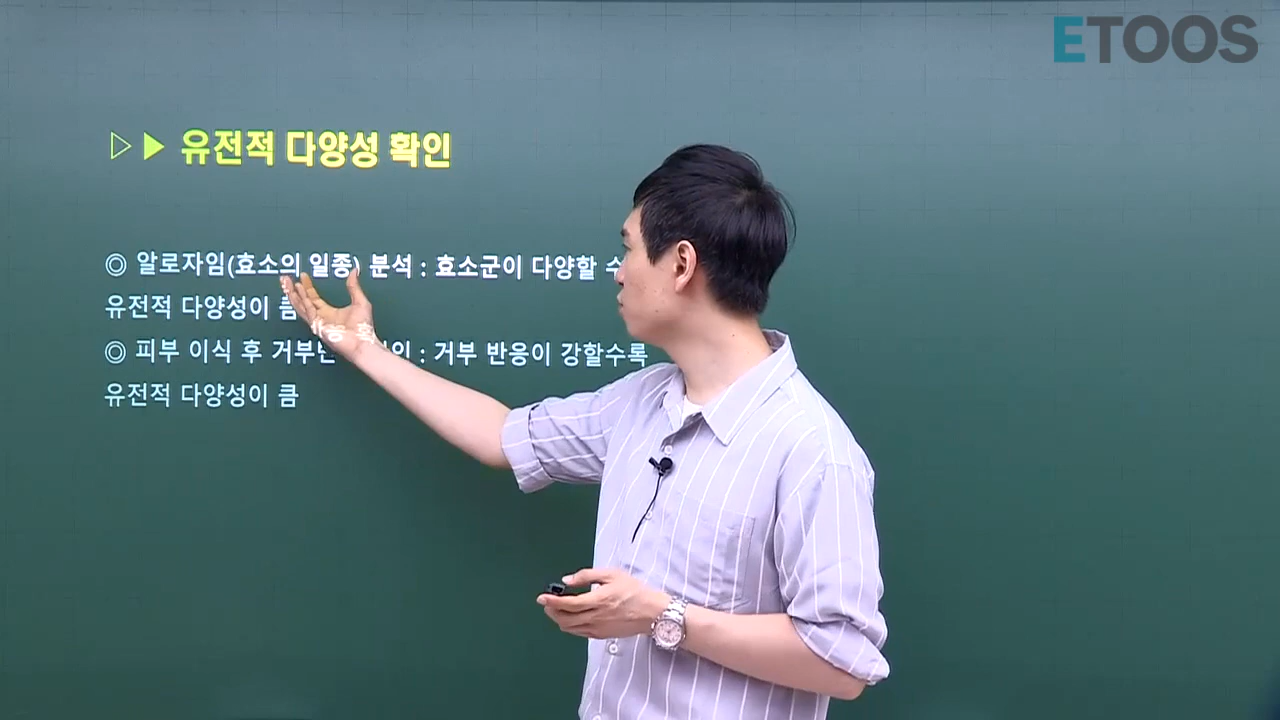 ETOOS
▷▶ 유전적 다양성 확인
◎ 알로자임(효소의 일종) 분석 : 효소군이 다양할 수
유전적 다양성이 큼
◎ 피부 이식 후 : 거부 반응이 강할수록
유전적 다양성이 큼